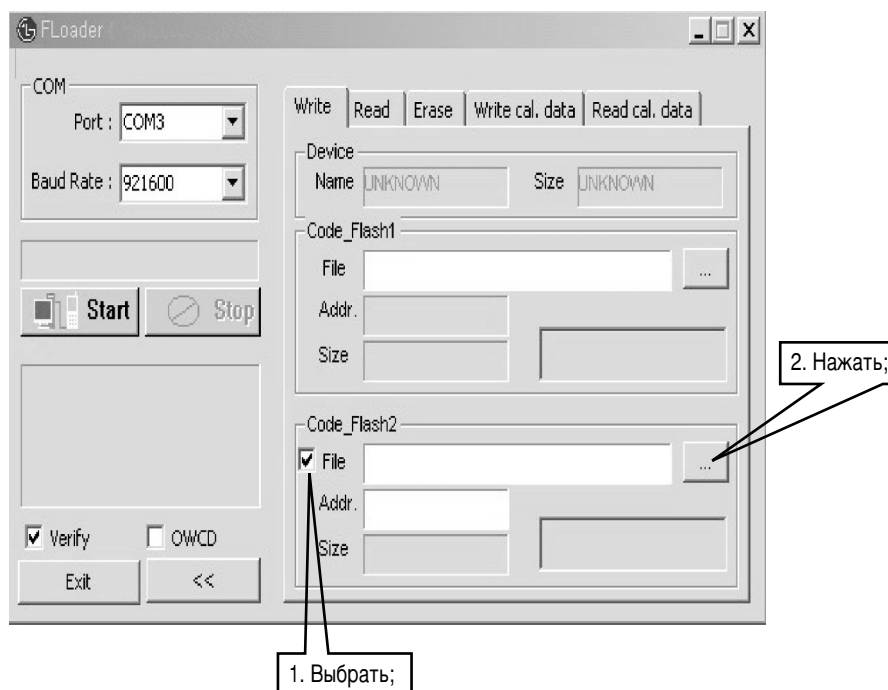 FLoader
COM
Port : COM3
Baud Rate : 921600
Start
Stop
Verify
OWCD
Exit
<<
Write
Read
Erase
Write cal. data
Read cal. data
Device
Name UNKNOWN
Size UNKNOWN
Code_Flash1
File
...
Addr.
Size
Code_Flash2
File
...
Addr.
Size
2. Нажать;
1. Выбрать;